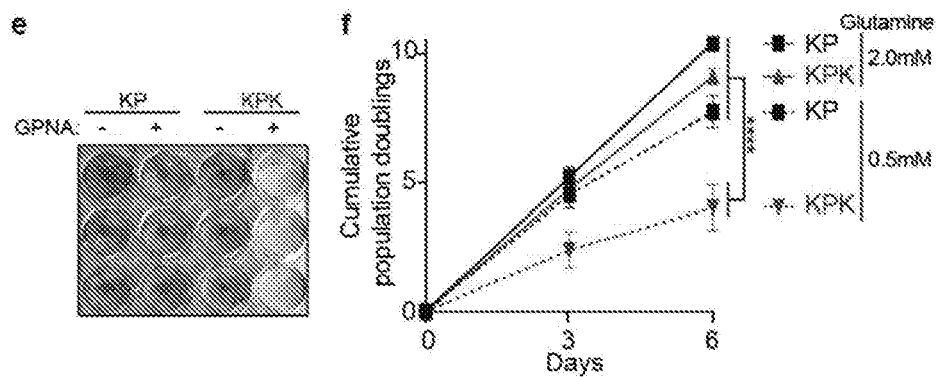 e
KP KPK
GPNA: - + - +
f
Cumulative
population doublings
10
5
0
0 3 6
Days
Glutamine
KP
KPK
2.0mM
KP
KPK
0.5mM
****